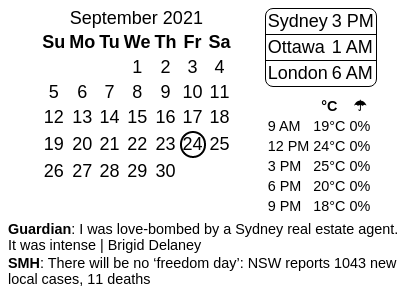 September 2021
Su Mo Tu We Th Fr Sa
1 2 3 4
5 6 7 8 9 10 11
12 13 14 15 16 17 18
19 20 21 22 23 24 25
26 27 28 29 30
Sydney 3 PM
Ottawa 1 AM
London 6 AM
°C ☂
9 AM 19°C 0%
12 PM 24°C 0%
3 PM 25°C 0%
6 PM 20°C 0%
9 PM 18°C 0%
Guardian: I was love-bombed by a Sydney real estate agent.
It was intense | Brigid Delaney
SMH: There will be no ‘freedom day’: NSW reports 1043 new
local cases, 11 deaths